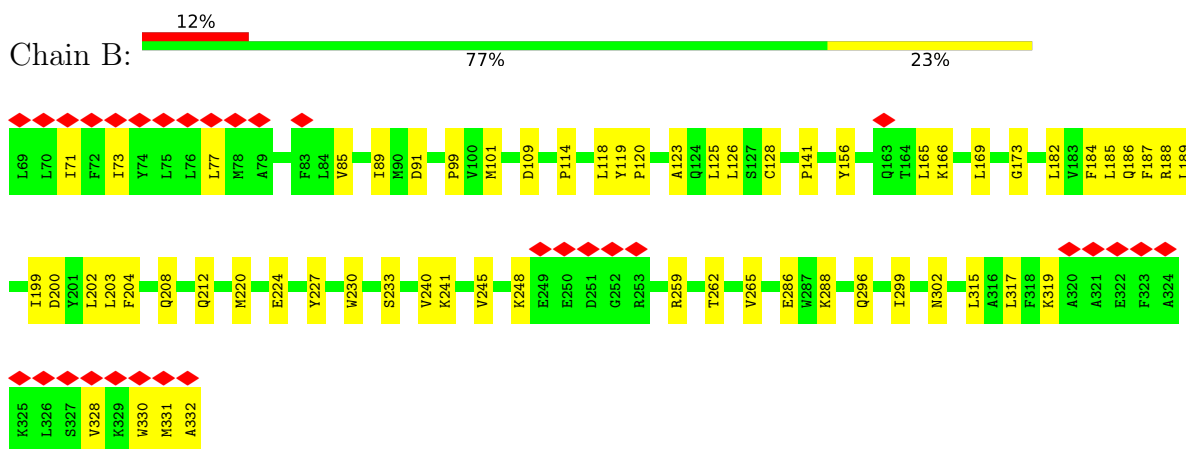 12%
Chain B:
77% 23%
L69 L70 I71 F72 I73 Y74 L75 L76 L77 M78 A79 F83 L84 V85 I89 M90 D91 P99 V100 M101 D109 P114 L118 Y119 P120 A123 Q124 L125 L126 S127 C128 P141 Y156 Q163 T164 L165 K166 L169 G173 L182 V183 F184 L185 Q186 F187 R188 L189
I199 D200 Y201 L202 L203 F204 Q208 Q212 M220 E224 Y227 W230 S233 V240 K241 V245 K248 E249 E250 D251 G252 R253 R259 T262 V265 E286 W287 K288 Q296 I299 N302 L315 A316 L317 F318 K319 A320 A321 E322 F323 A324
K325 L326 S327 V328 K329 W330 M331 A332